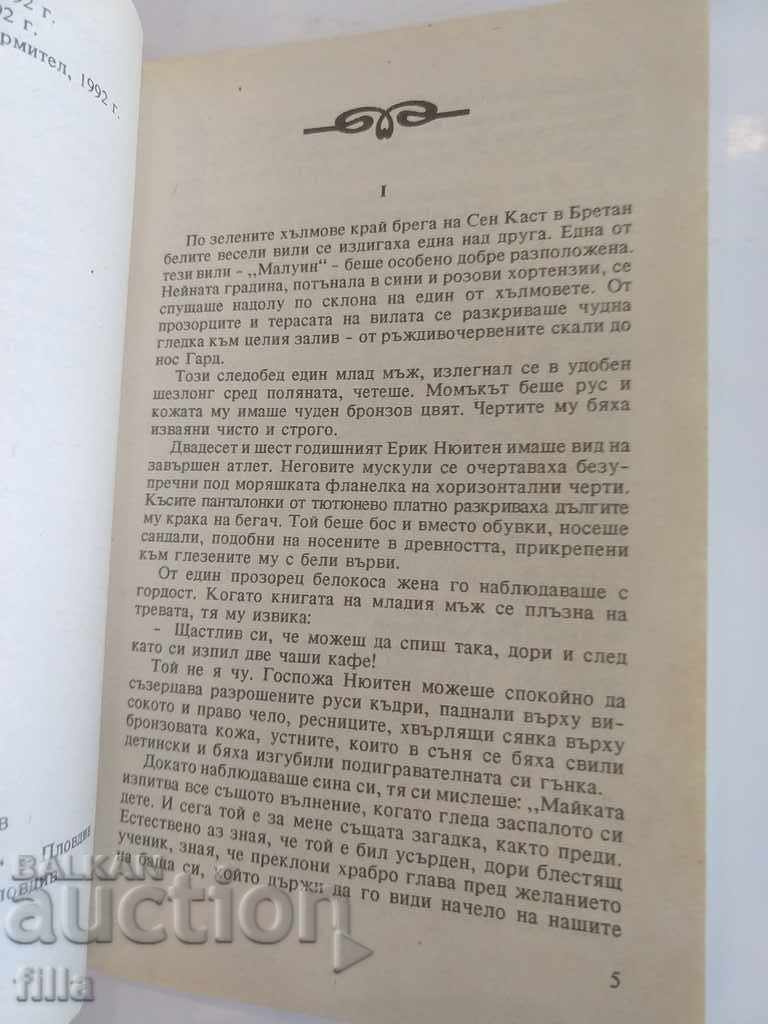 92 г.
92 г.
рмител, 1992 г.
I
По зелените хълмове край брега на Сен Каст в Бретан
белите весели вили се издигаха една над друга. Една от
тези вили - ,,Малуин“ - беше особено добре разположена.
Нейната градина, потънала в сини и розови хортензии, се
спущаше надолу по склона на един от хълмовете. От
прозорците и терасата на вилата се разкриваше чудна
гледка към целия залив - от ръждивочервените скали до
нос Гард.
Този следобед един млад мъж, излегнал се в удобен
шезлонг сред поляната, четеше. Момъкът беше рус и
кожата му имаше чуден бронзов цвят. Чертите му бяха
изваяни чисто и строго.
Двадесет и шест годишният Ерик Нюитен имаше вид на
завършен атлет. Неговите мускули се очертаваха безу-
пречни под моряшката фланелка на хоризонтални черти.
Късите панталонки от тютюнево платно разкриваха дългите
му крака на бегач. Той беше бос и вместо обувки, носеше
сандали, подобни на носените в древността, прикрепени
към глезените му с бели върви.
От един прозорец белокоса жена го наблюдаваше с
гордост. Когато книгата на младия мъж се плъзна на
тревата, тя му извика:
- Щастлив си, че можеш да спиш така, дори и след
като си изпил две чаши кафе!
Той не я чу. Госпожа Нюитен можеше спокойно да
съзерцава разрошените руси къдри, паднали върху ви-
сокото и право чело, ресниците, хвърлящи сянка върху
бронзовата кожа, устните, които в съня се бяха свили
детински и бяха изгубили подигравателната си гънка.
Докато наблюдаваше сина си, тя си мислеше: ,,Майката
изпитва все същото вълнение, когато гледа заспалото си
дете. И сега той е за мене същата загадка, както преди.
Естествено аз зная, че той е бил усърден, дори блестящ
ученик, зная, че преклони храбро глава пред желанието
на баща си, който държи да го види начело на нашите
5
в
. - Пловдив
ловдив
BALKAN
auction
filla